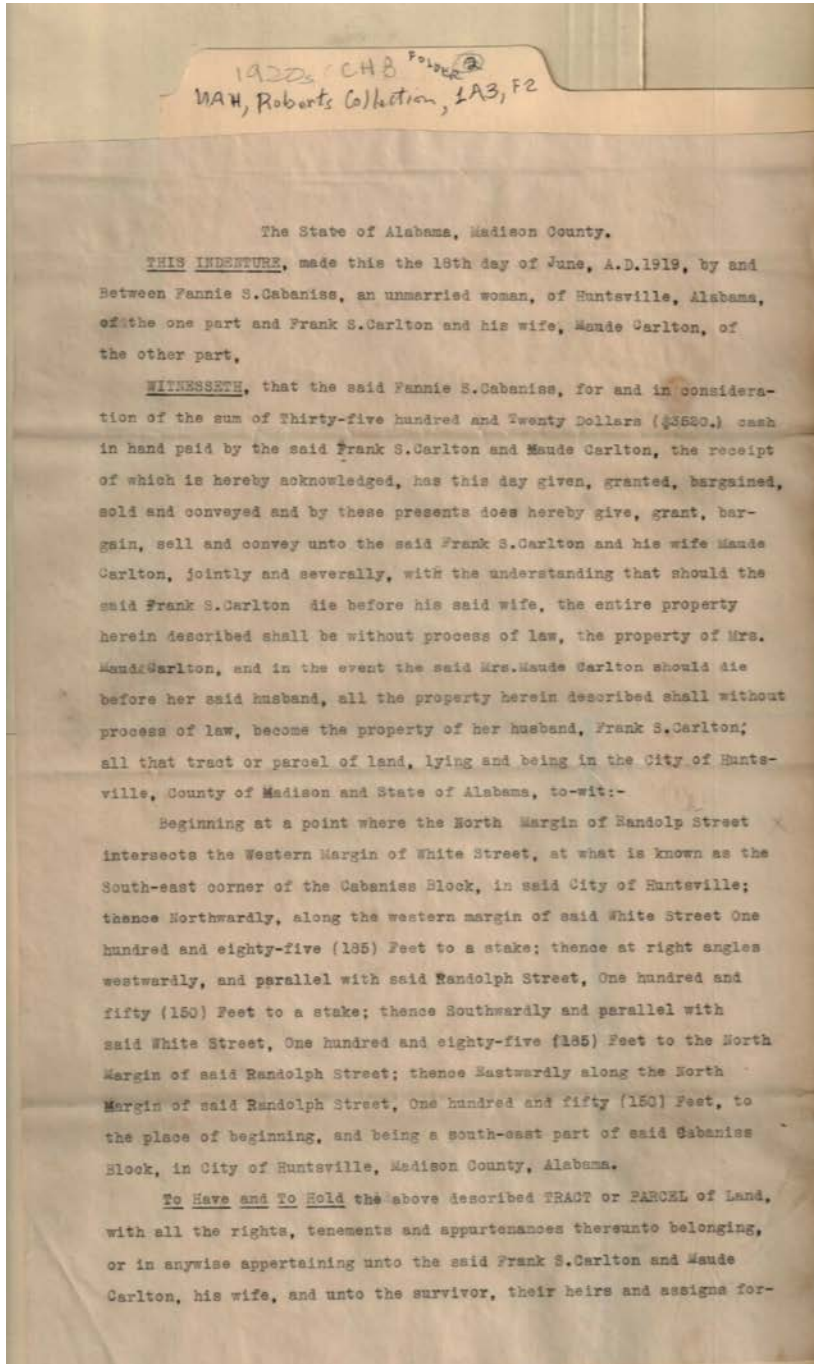 1920s CHB FOLDER 2
UAH, Roberts Collection, 1A3, F2
The State of Alabama, Madison County.
THIS INDENTURE, made this the 18th day of June, A.D.1919, by and
Between Fannie S.Cabaniss, an unmarried woman, of Huntsville, Alabama,
of the one part and Frank S.Carlton and his wife, Maude Carlton, of
the other part,
WITNESSETH, that the said Fannie S.Cabaniss, for and in considera-
tion of the sum of Thirty-five hundred and Twenty Dollars ($3520.) cash
in hand paid by the said Frank S.Carlton and Maude Carlton, the receipt
of which is hereby acknowledged, has this day given, granted, bargained,
sold and conveyed and by these presents does hereby give, grant, bar-
gain, sell and convey unto the said Frank S.Carlton and his wife Maude
Carlton, jointly and severally, with the understanding that should the
said Frank S.Carlton die before his said wife, the entire property
herein described shall be without process of law, the property of Mrs.
Maude Carlton, and in the event the said Mrs.Maude Carlton should die
before her said husband, all the property herein described shall without
process of law, become the property of her husband, Frank S.Carlton;
all that tract or parcel of land, lying and being in the City of Hunts-
ville, County of Madison and State of Alabama, to-wit:-
Beginning at a point where the North Margin of Randolp Street
intersects the Western Margin of White Street, at what is known as the
South-east corner of the Cabaniss Block, in said City of Huntsville;
thence Northwardly, along the western margin of said White Street One
hundred and eighty-five (185) Feet to a stake; thence at right angles
westwardly, and parallel with said Randolph Street, One hundred and
fifty (150) Feet to a stake; thence Southwardly and parallel with
said White Street, One hundred and eighty-five (185) Feet to the North
Margin of said Randolph Street; thence Eastwardly along the North
Margin of said Randolph Street, One hundred and fifty (150) Feet, to
the place of beginning, and being a south-east part of said Cabaniss
Block, in City of Huntsville, Madison County, Alabama.
To Have and To Hold the above described TRACT or PARCEL of Land,
with all the rights, tenements and appurtenances thereunto belonging,
or in anywise appertaining unto the said Frank S.Carlton and Maude
Carlton, his wife, and unto the survivor, their heirs and assigns for-